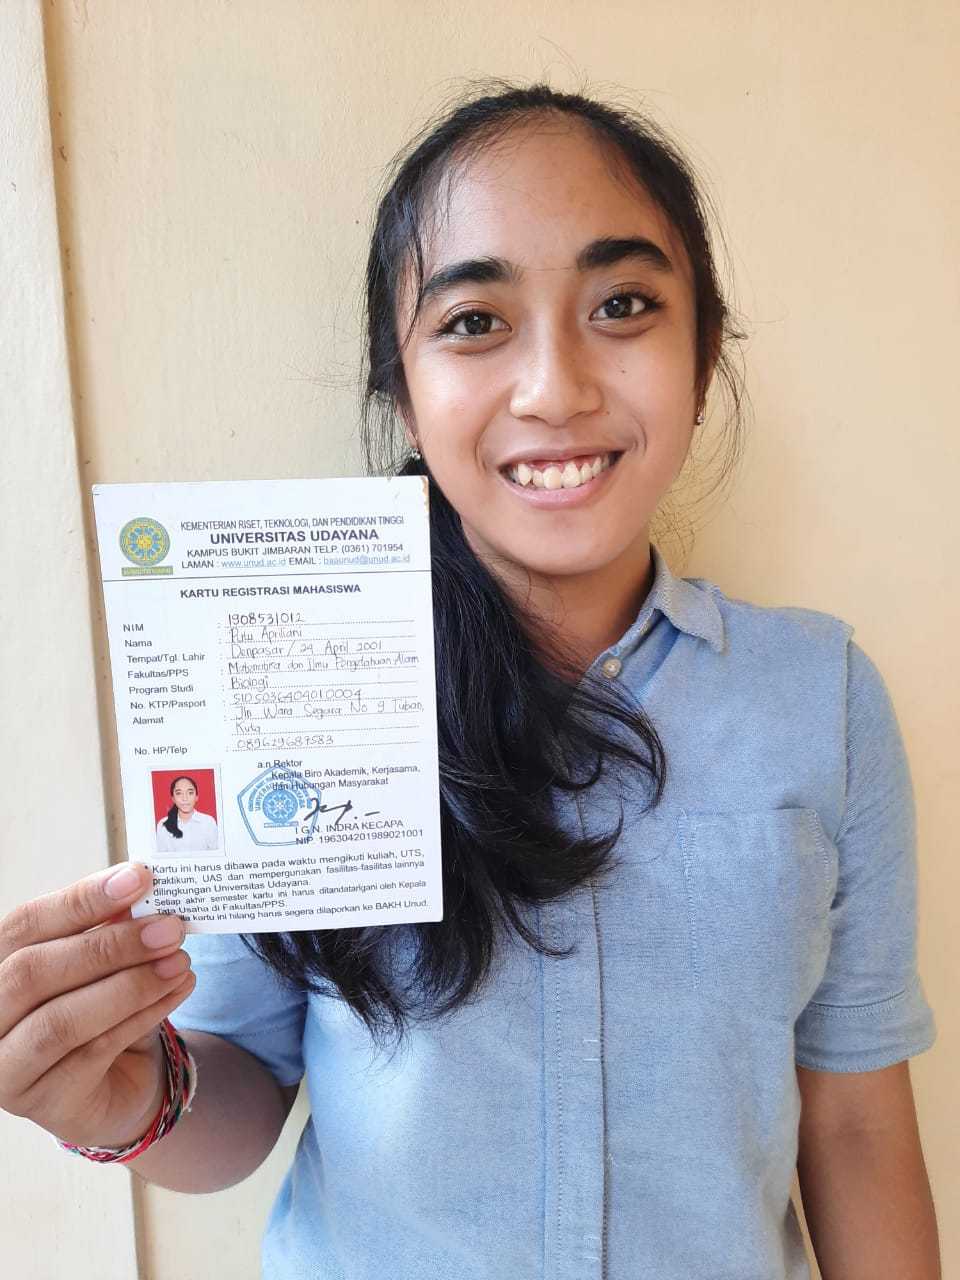 KEMENTERIAN RISET, TEKNOLOGI, DAN PENDIDIKAN TINGGI
UNIVERSITAS UDAYANA
KAMPUS BUKIT JIMBARAN TELP. (0361) 701954
LAMAN : www.unud.ac.id EMAIL : baaunud@unud.ac.id
KARTU REGISTRASI MAHASISWA
NIM : 1908531012
Nama : Putu Apriliani
Tempat/Tgl. Lahir : Denpasar / 24 April 2001
Fakultas/PPS : Matematika dan Ilmu Pengetahuan Alam
Program Studi : Biologi
No. KTP/Pasport : 5105036404010004
Alamat : Jln Wara Segara No 9 Tuban,
Kuta
No. HP/Telp : 089629687583
a.n Rektor
Kepala Biro Akademik, Kerjasama,
dan Hubungan Masyarakat
UNIVERSITAS UDAYANA
I G.N. INDRA KECAPA
NIP. 196304201989021001
• Kartu ini harus dibawa pada waktu mengikuti kuliah, UTS,
praktikum, UAS dan mempergunakan fasilitas-fasilitas lainnya
dilingkungan Universitas Udayana.
• Setiap akhir semester kartu ini harus ditandatangani oleh Kepala
Tata Usaha di Fakultas/PPS.
kartu ini hilang harus segera dilaporkan ke BAKH Unud.